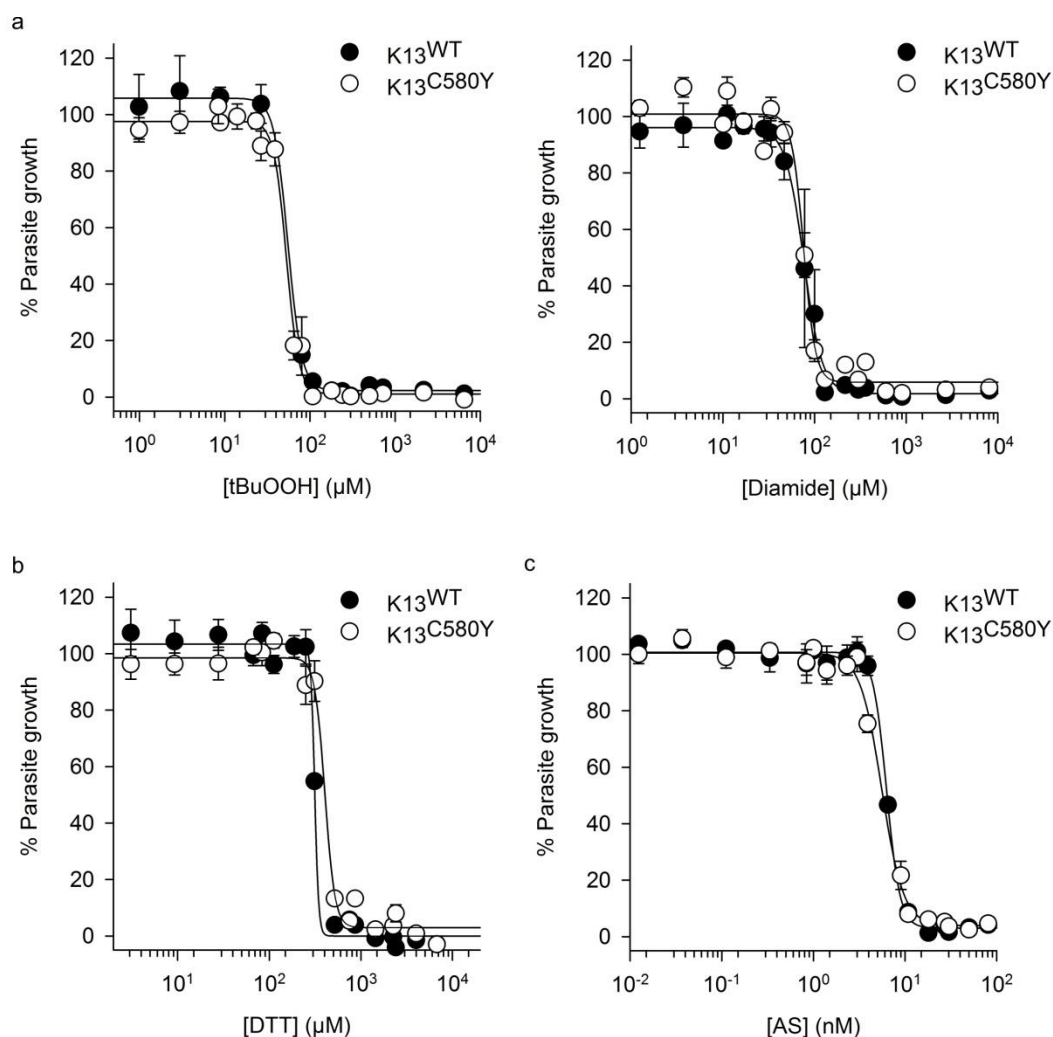 a
K13WT
K13C580Y
% Parasite growth
120
100
80
60
40
20
0
10⁰ 10¹ 10² 10³ 10⁴
[tBuOOH] (µM)
K13WT
K13C580Y
% Parasite growth
120
100
80
60
40
20
0
10⁰ 10¹ 10² 10³ 10⁴
[Diamide] (µM)
b
K13WT
K13C580Y
% Parasite growth
120
100
80
60
40
20
0
10¹ 10² 10³ 10⁴
[DTT] (µM)
c
K13WT
K13C580Y
% Parasite growth
120
100
80
60
40
20
0
10⁻² 10⁻¹ 10⁰ 10¹ 10²
[AS] (nM)